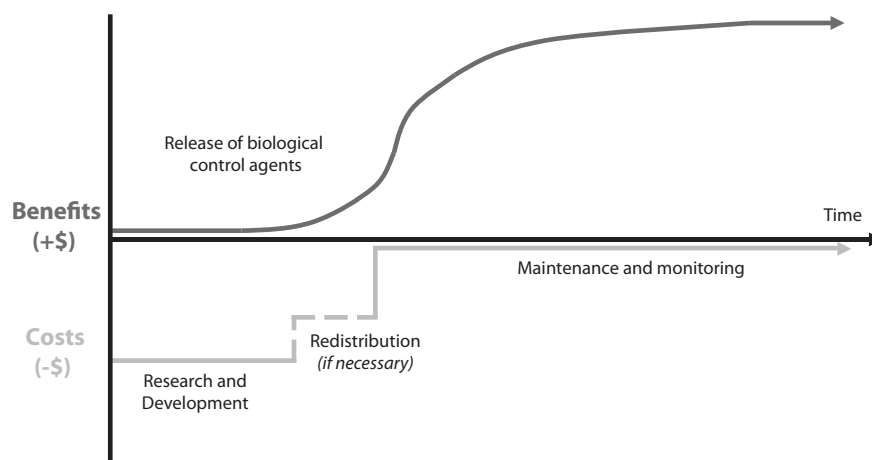 Release of biological
control agents
Benefits
(+$)
Time
Maintenance and monitoring
Costs
(-$)
Redistribution
(if necessary)
Research and
Development